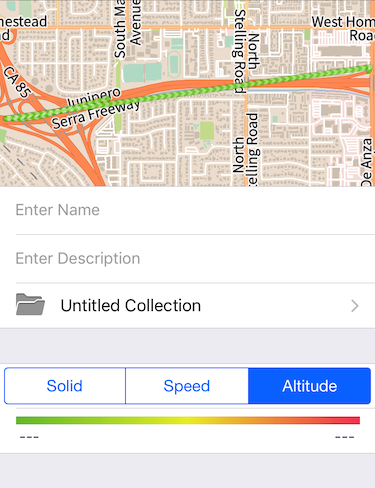 mestead
South Ma
Avenue
North
Stelling Road
West Hom
Road
CA 85
Junipero
Serra Freeway
North
Stelling Road
De Anza
Enter Name
Enter Description
Untitled Collection
Solid
Speed
Altitude
---
---